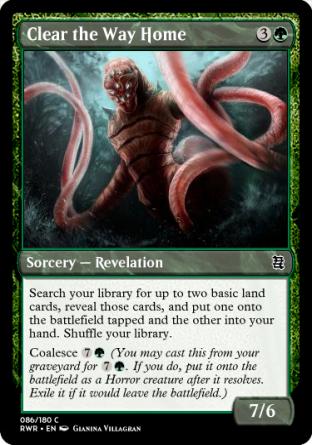 Clear the Way Home 3
Sorcery — Revelation
Search your library for up to two basic land
cards, reveal those cards, and put one onto
the battlefield tapped and the other into your
hand. Shuffle your library.
Coalesce 7 (You may cast this from your
graveyard for 7 . If you do, put it onto the
battlefield as a Horror creature after it resolves.
Exile it if it would leave the battlefield.)
7/6
086/180 C
RWR • EN Gianina Villagran